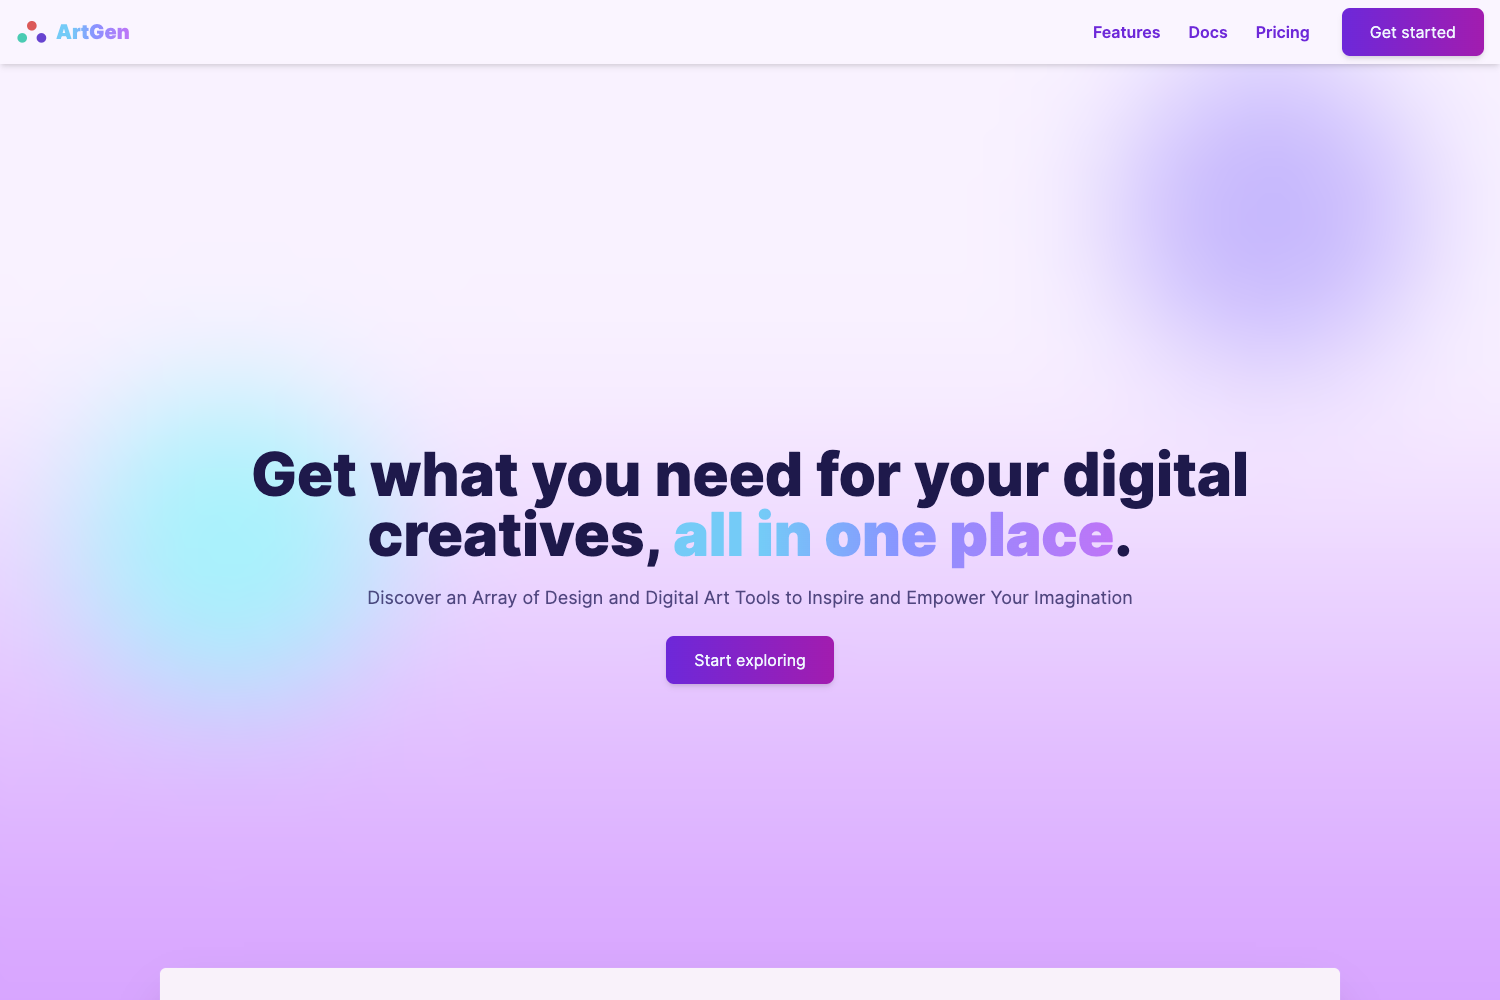 ArtGen
Features
Docs
Pricing
Get started
Get what you need for your digital
creatives, all in one place.
Discover an Array of Design and Digital Art Tools to Inspire and Empower Your Imagination
Start exploring